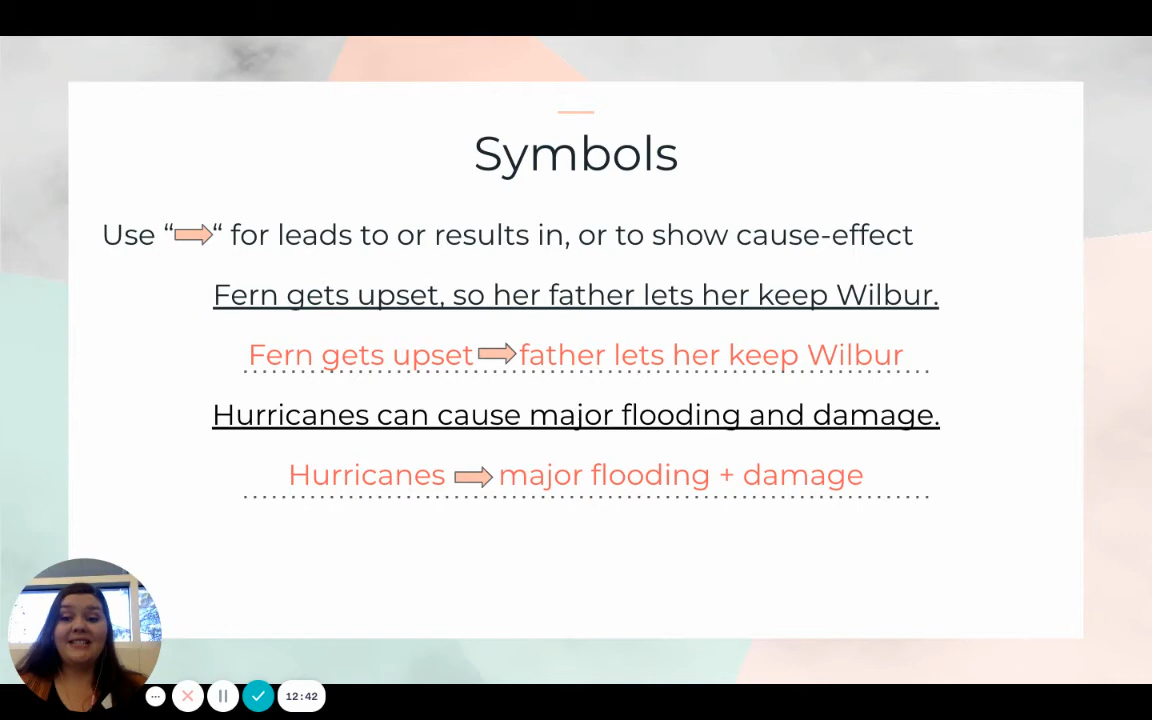 Symbols
Use “➡“ for leads to or results in, or to show cause-effect
Fern gets upset, so her father lets her keep Wilbur.
Fern gets upset ➡ father lets her keep Wilbur
Hurricanes can cause major flooding and damage.
Hurricanes ➡ major flooding + damage
12:42